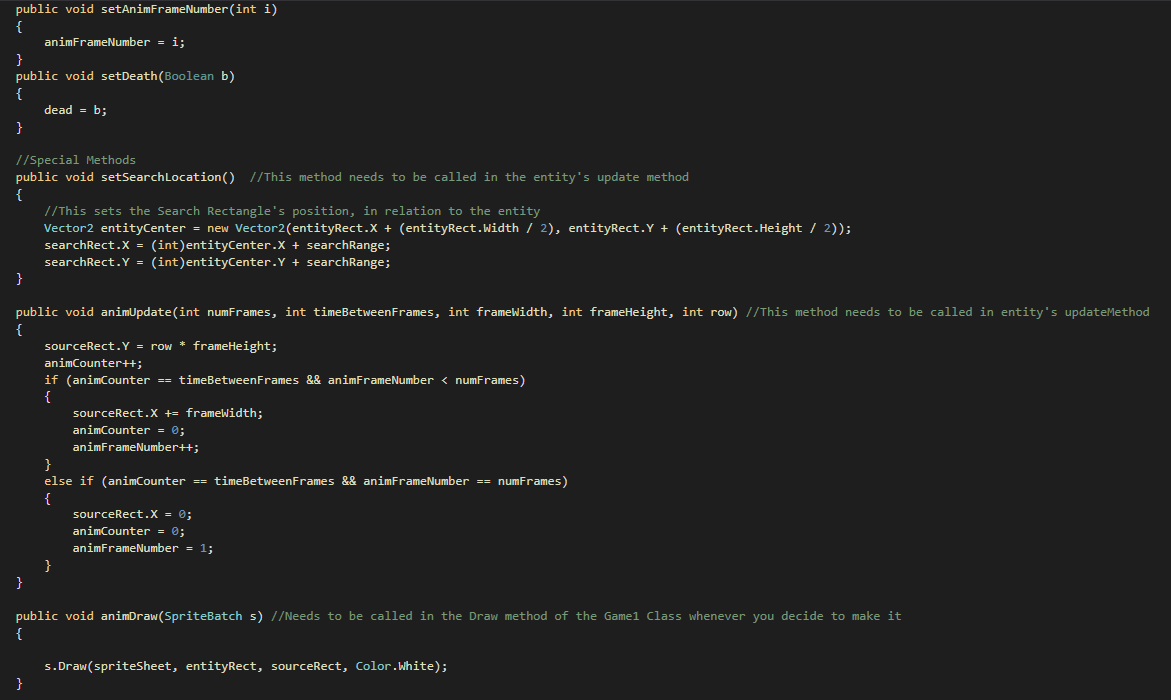 public void setAnimFrameNumber(int i)
{
    animFrameNumber = i;
}
public void setDeath(Boolean b)
{
    dead = b;
}

//Special Methods
public void setSearchLocation()  //This method needs to be called in the entity's update method
{
    //This sets the Search Rectangle's position, in relation to the entity
    Vector2 entityCenter = new Vector2(entityRect.X + (entityRect.Width / 2), entityRect.Y + (entityRect.Height / 2));
    searchRect.X = (int)entityCenter.X + searchRange;
    searchRect.Y = (int)entityCenter.Y + searchRange;
}

public void animUpdate(int numFrames, int timeBetweenFrames, int frameWidth, int frameHeight, int row) //This method needs to be called in entity's updateMethod
{
    sourceRect.Y = row * frameHeight;
    animCounter++;
    if (animCounter == timeBetweenFrames && animFrameNumber < numFrames)
    {
        sourceRect.X += frameWidth;
        animCounter = 0;
        animFrameNumber++;
    }
    else if (animCounter == timeBetweenFrames && animFrameNumber == numFrames)
    {
        sourceRect.X = 0;
        animCounter = 0;
        animFrameNumber = 1;
    }
}

public void animDraw(SpriteBatch s) //Needs to be called in the Draw method of the Game1 Class whenever you decide to make it
{

    s.Draw(spriteSheet, entityRect, sourceRect, Color.White);
}